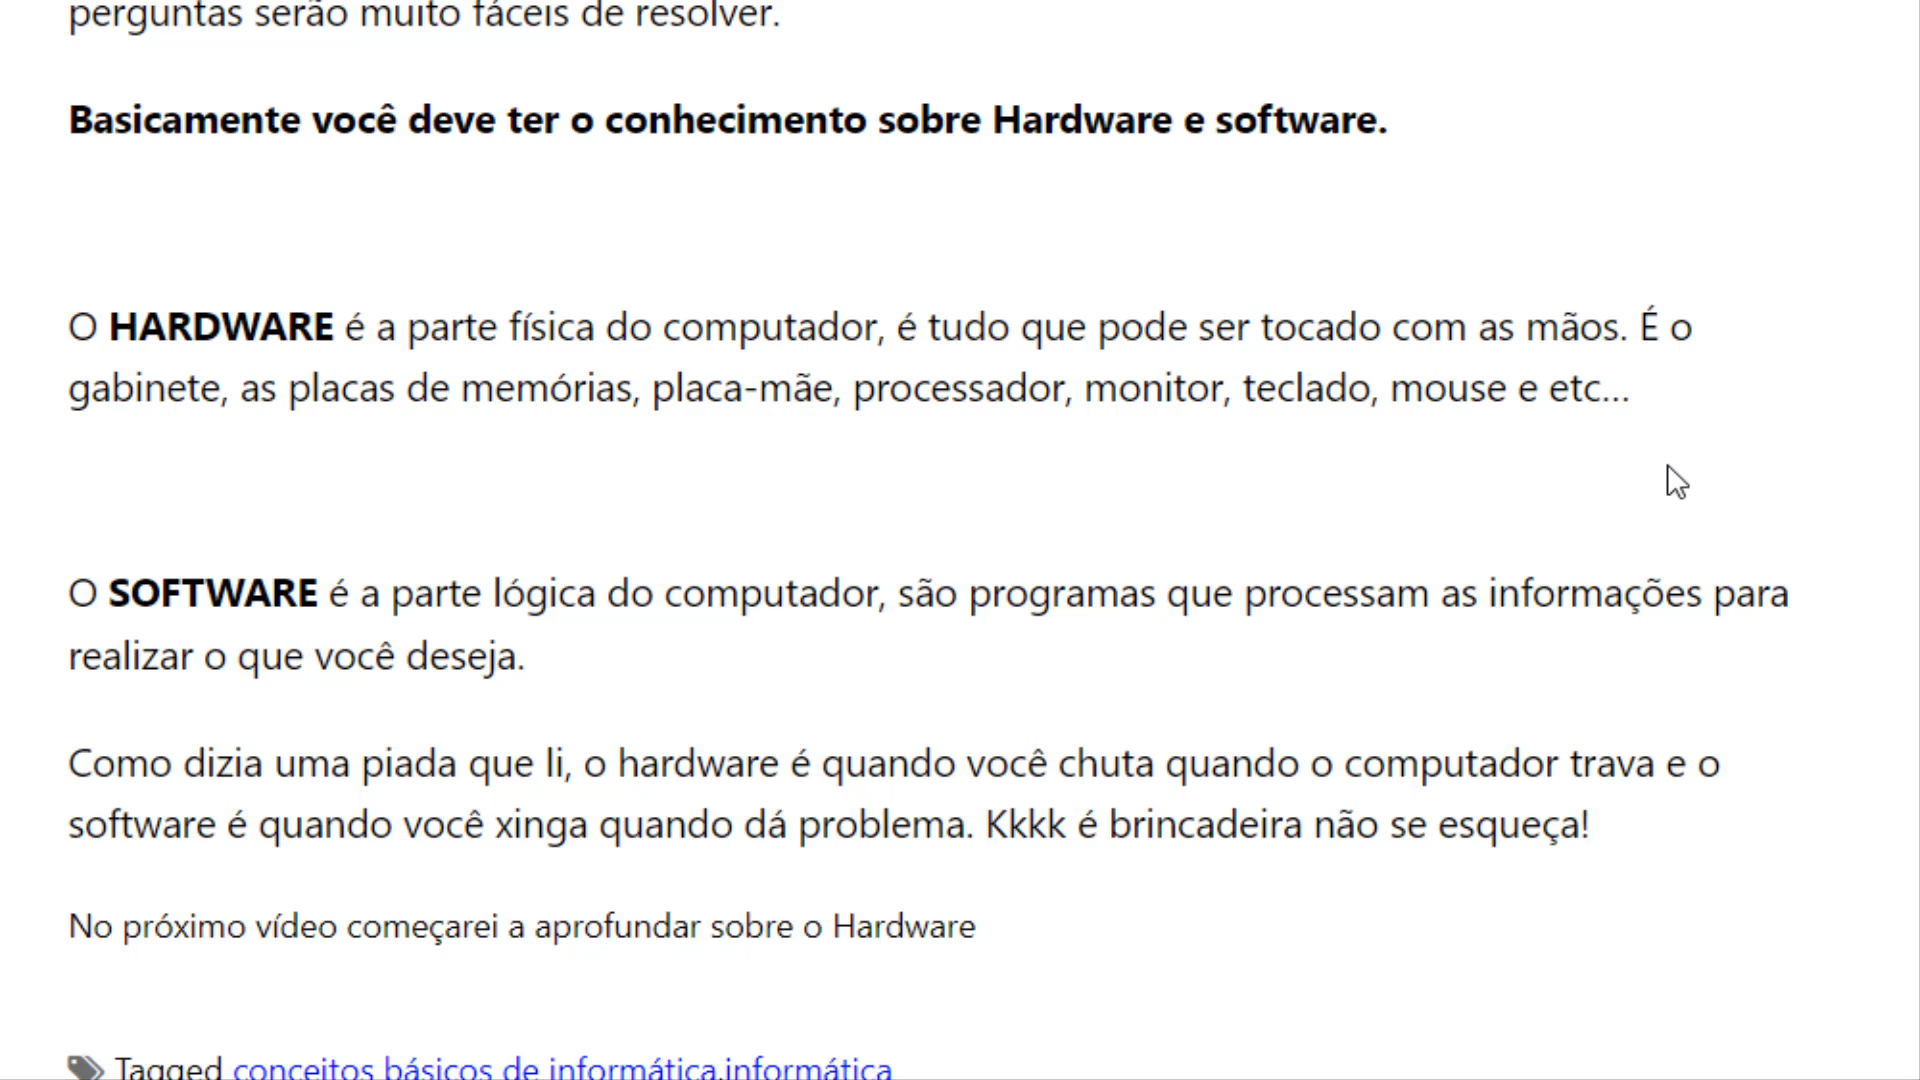 perguntas serão muito fáceis de resolver.
Basicamente você deve ter o conhecimento sobre Hardware e software.
O HARDWARE é a parte física do computador, é tudo que pode ser tocado com as mãos. É o
gabinete, as placas de memórias, placa-mãe, processador, monitor, teclado, mouse e etc...
O SOFTWARE é a parte lógica do computador, são programas que processam as informações para
realizar o que você deseja.
Como dizia uma piada que li, o hardware é quando você chuta quando o computador trava e o
software é quando você xinga quando dá problema. Kkkk é brincadeira não se esqueça!
No próximo vídeo começarei a aprofundar sobre o Hardware
Tagged conceitos básicos de informática,informática